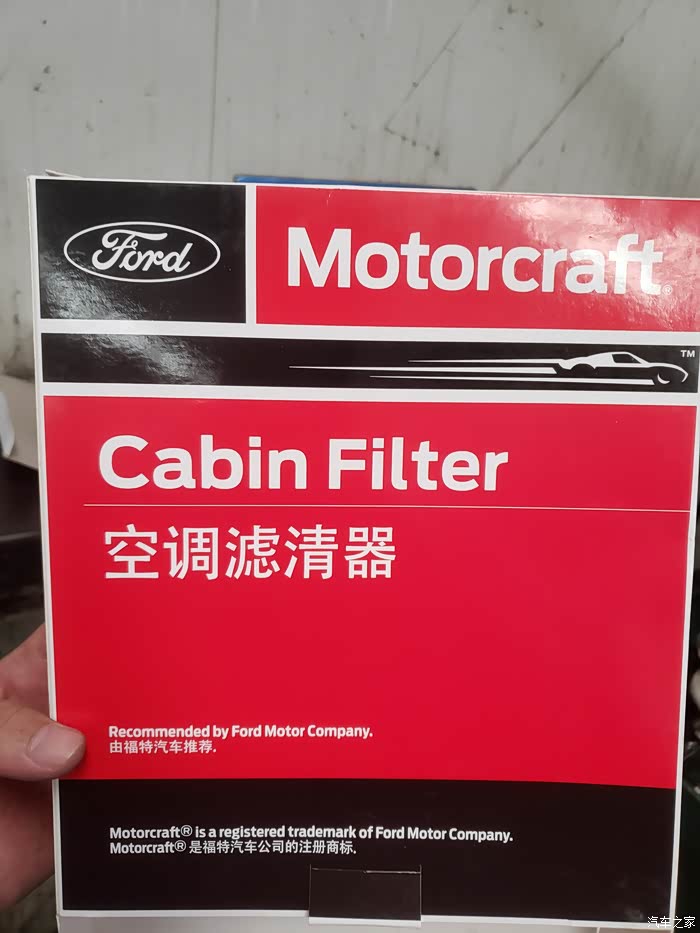 Ford
Motorcraft®
TM
Cabin Filter
空调滤清器
Recommended by Ford Motor Company.
由福特汽车推荐.
Motorcraft® is a registered trademark of Ford Motor Company.
Motorcraft® 是福特汽车公司的注册商标.
汽车之家